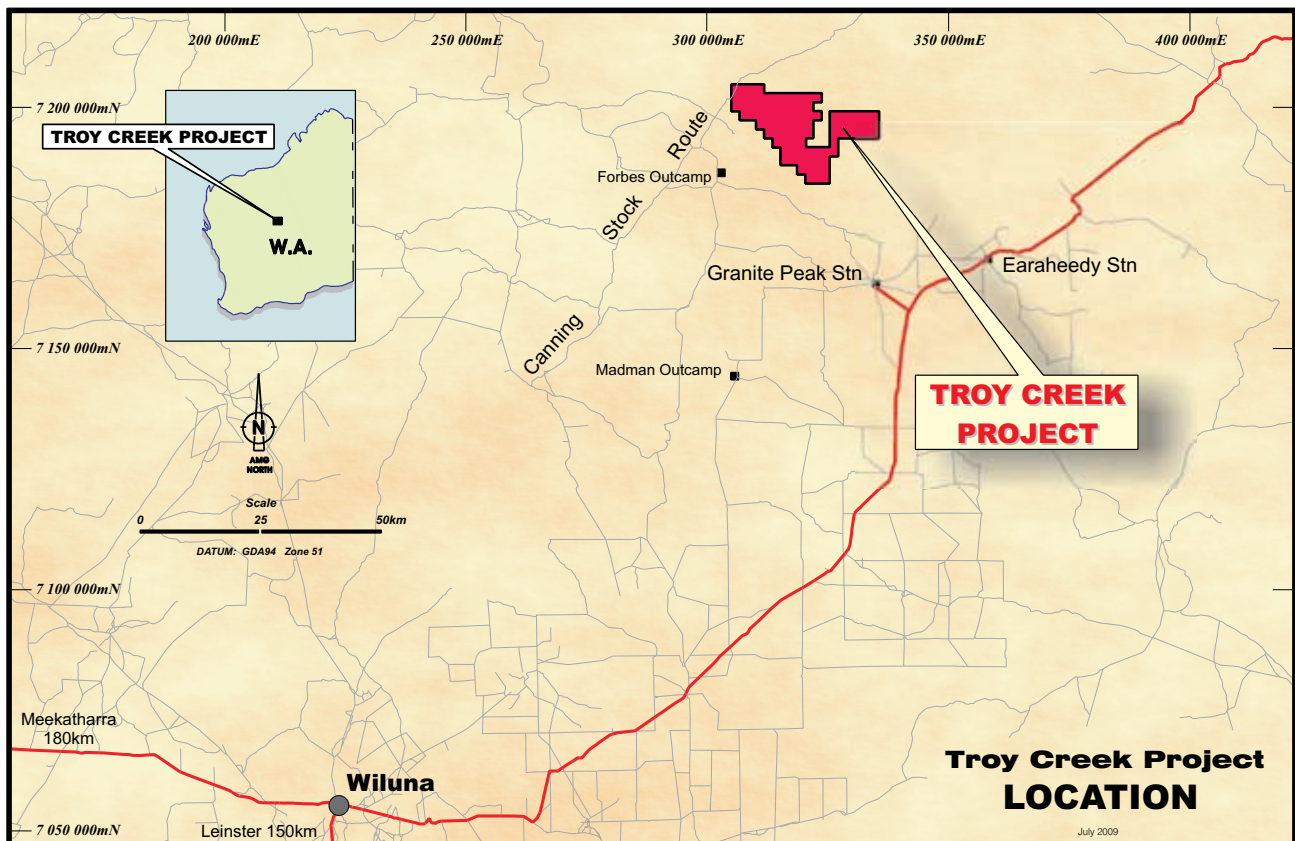 200 000mE
250 000mE
300 000mE
350 000mE
400 000mE
7 200 000mN
TROY CREEK PROJECT
W.A.
Route
Forbes Outcamp
Stock
Granite Peak Stn
Earaheedy Stn
Canning
7 150 000mN
Madman Outcamp
TROY CREEK
PROJECT
N
AMG
NORTH
Scale
0 25 50km
DATUM: GDA94 Zone 51
7 100 000mN
Meekatharra
180km
Wiluna
Leinster 150km
7 050 000mN
Troy Creek Project
LOCATION
July 2009